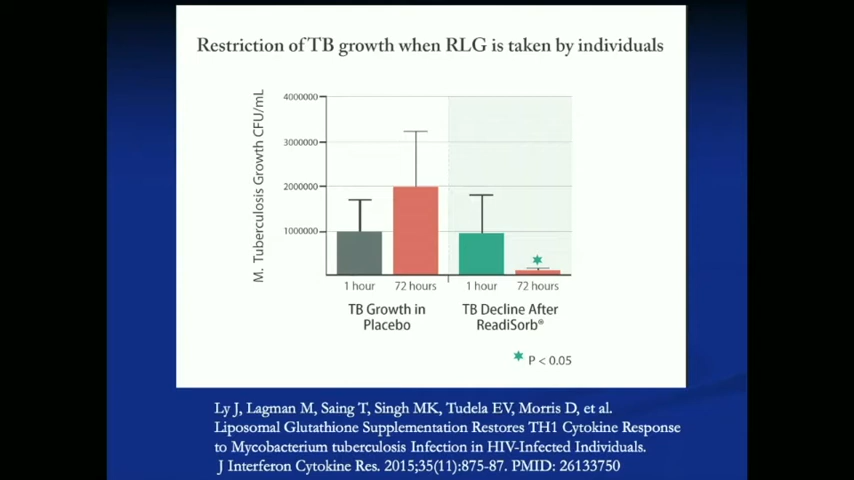 Restriction of TB growth when RLG is taken by individuals
M. Tuberculosis Growth CFU/mL
4000000
3000000
2000000
1000000
1 hour
72 hours
1 hour
72 hours
TB Growth in
Placebo
TB Decline After
ReadiSorb®
P < 0.05
Ly J, Lagman M, Saing T, Singh MK, Tudela EV, Morris D, et al.
Liposomal Glutathione Supplementation Restores TH1 Cytokine Response
to Mycobacterium tuberculosis Infection in HIV-Infected Individuals.
J Interferon Cytokine Res. 2015;35(11):875-87. PMID: 26133750